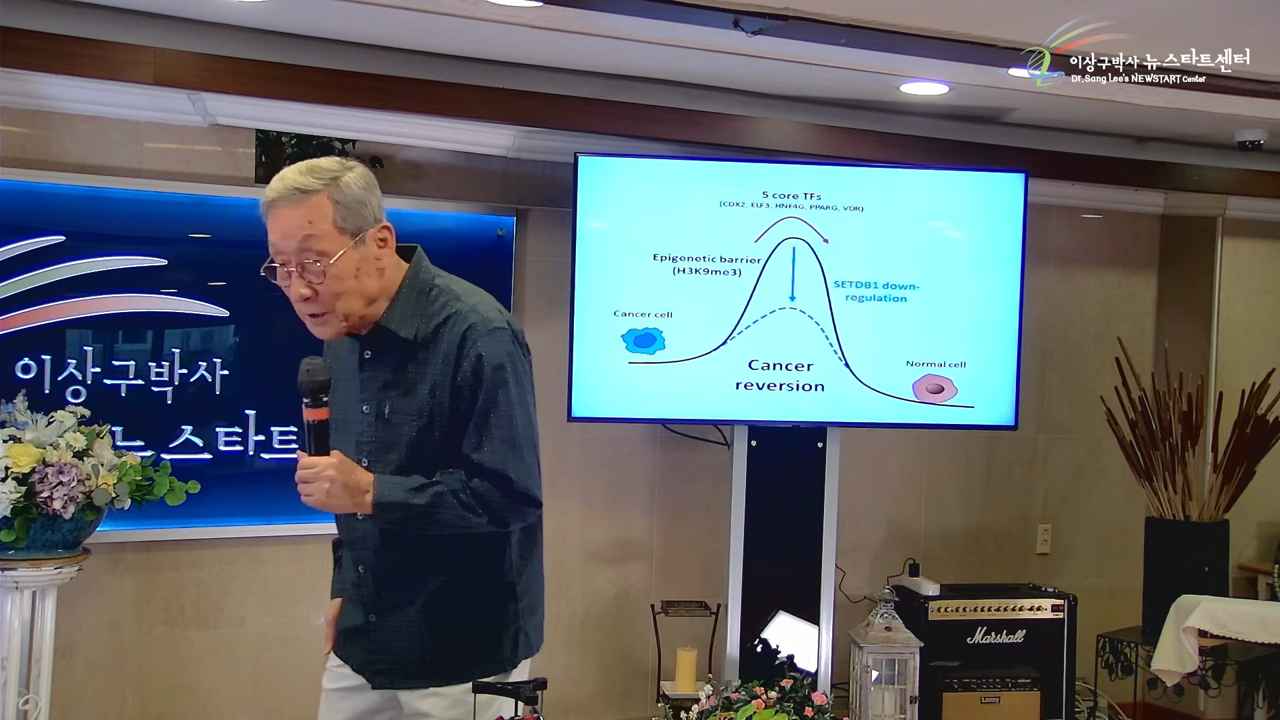 이상구박사 뉴스타트센터
Dr. Sang Lee's NEWSTART Center
5 core TFs
(CDX2, ELF3, HNF4G, PPARG, VDR)
Epigenetic barrier
(H3K9me3)
SETDB1 down-
regulation
Cancer cell
Cancer
reversion
Normal cell
이상구박사
뉴스타트
Marshall
Laney